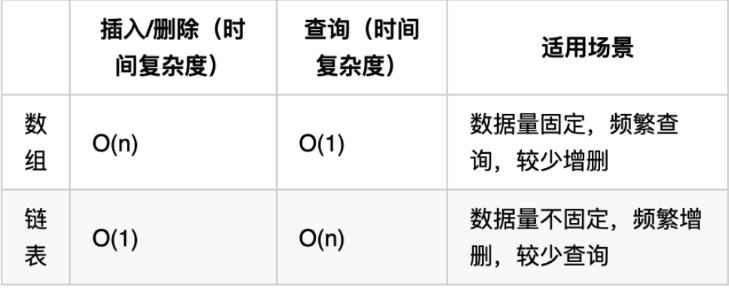 插入/删除（时
间复杂度）
查询（时间
复杂度）
适用场景
数
组
O(n)
O(1)
数据量固定，频繁查
询，较少增删
链
表
O(1)
O(n)
数据量不固定，频繁增
删，较少查询